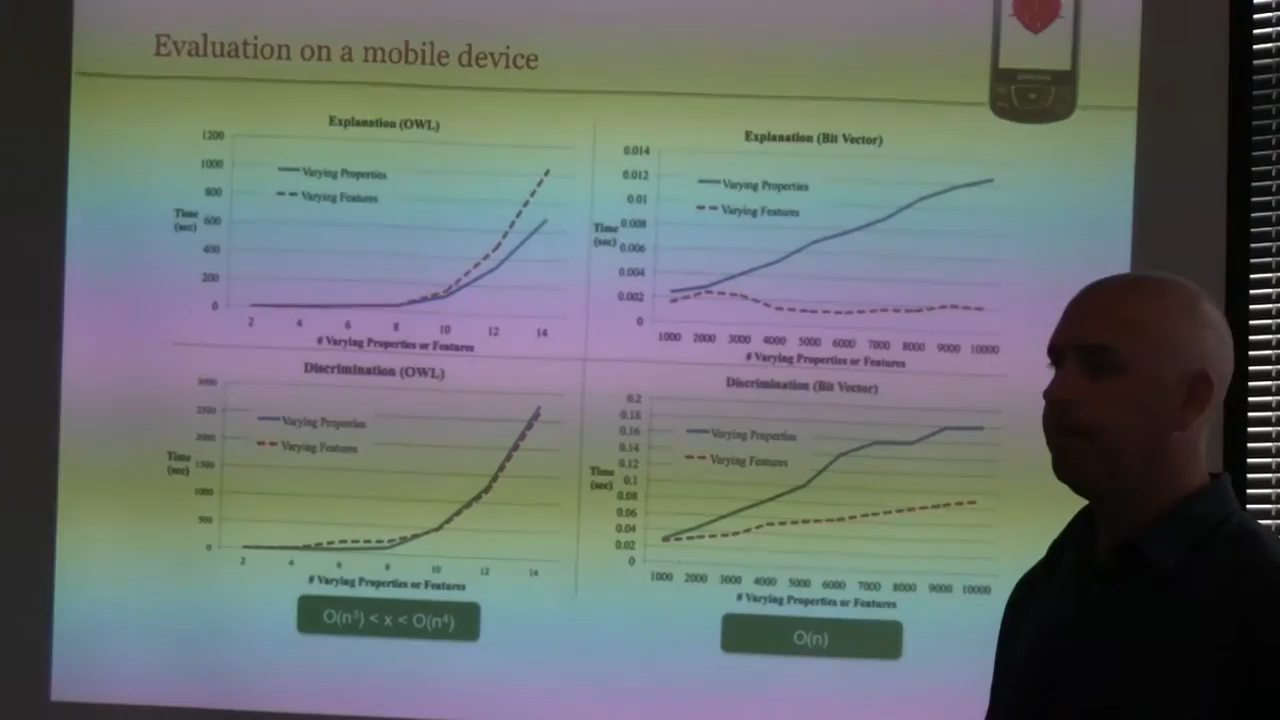 Evaluation on a mobile device
SAMSUNG
Explanation (OWL)
1200
1000
800
600
400
200
0
Time
(sec)
Varying Properties
Varying Features
2 4 6 8 10 12 14
# Varying Properties or Features
Explanation (Bit Vector)
0.014
0.012
0.01
0.008
0.006
0.004
0.002
0
Time
(sec)
Varying Properties
Varying Features
1000 2000 3000 4000 5000 6000 7000 8000 9000 10000
# Varying Properties or Features
Discrimination (OWL)
3000
2500
2000
1500
1000
500
0
Time
(sec)
Varying Properties
Varying Features
2 4 6 8 10 12 14
# Varying Properties or Features
O(n³) < x < O(n⁴)
Discrimination (Bit Vector)
0.2
0.18
0.16
0.14
0.12
0.1
0.08
0.06
0.04
0.02
0
Time
(sec)
Varying Properties
Varying Features
1000 2000 3000 4000 5000 6000 7000 8000 9000 10000
# Varying Properties or Features
O(n)